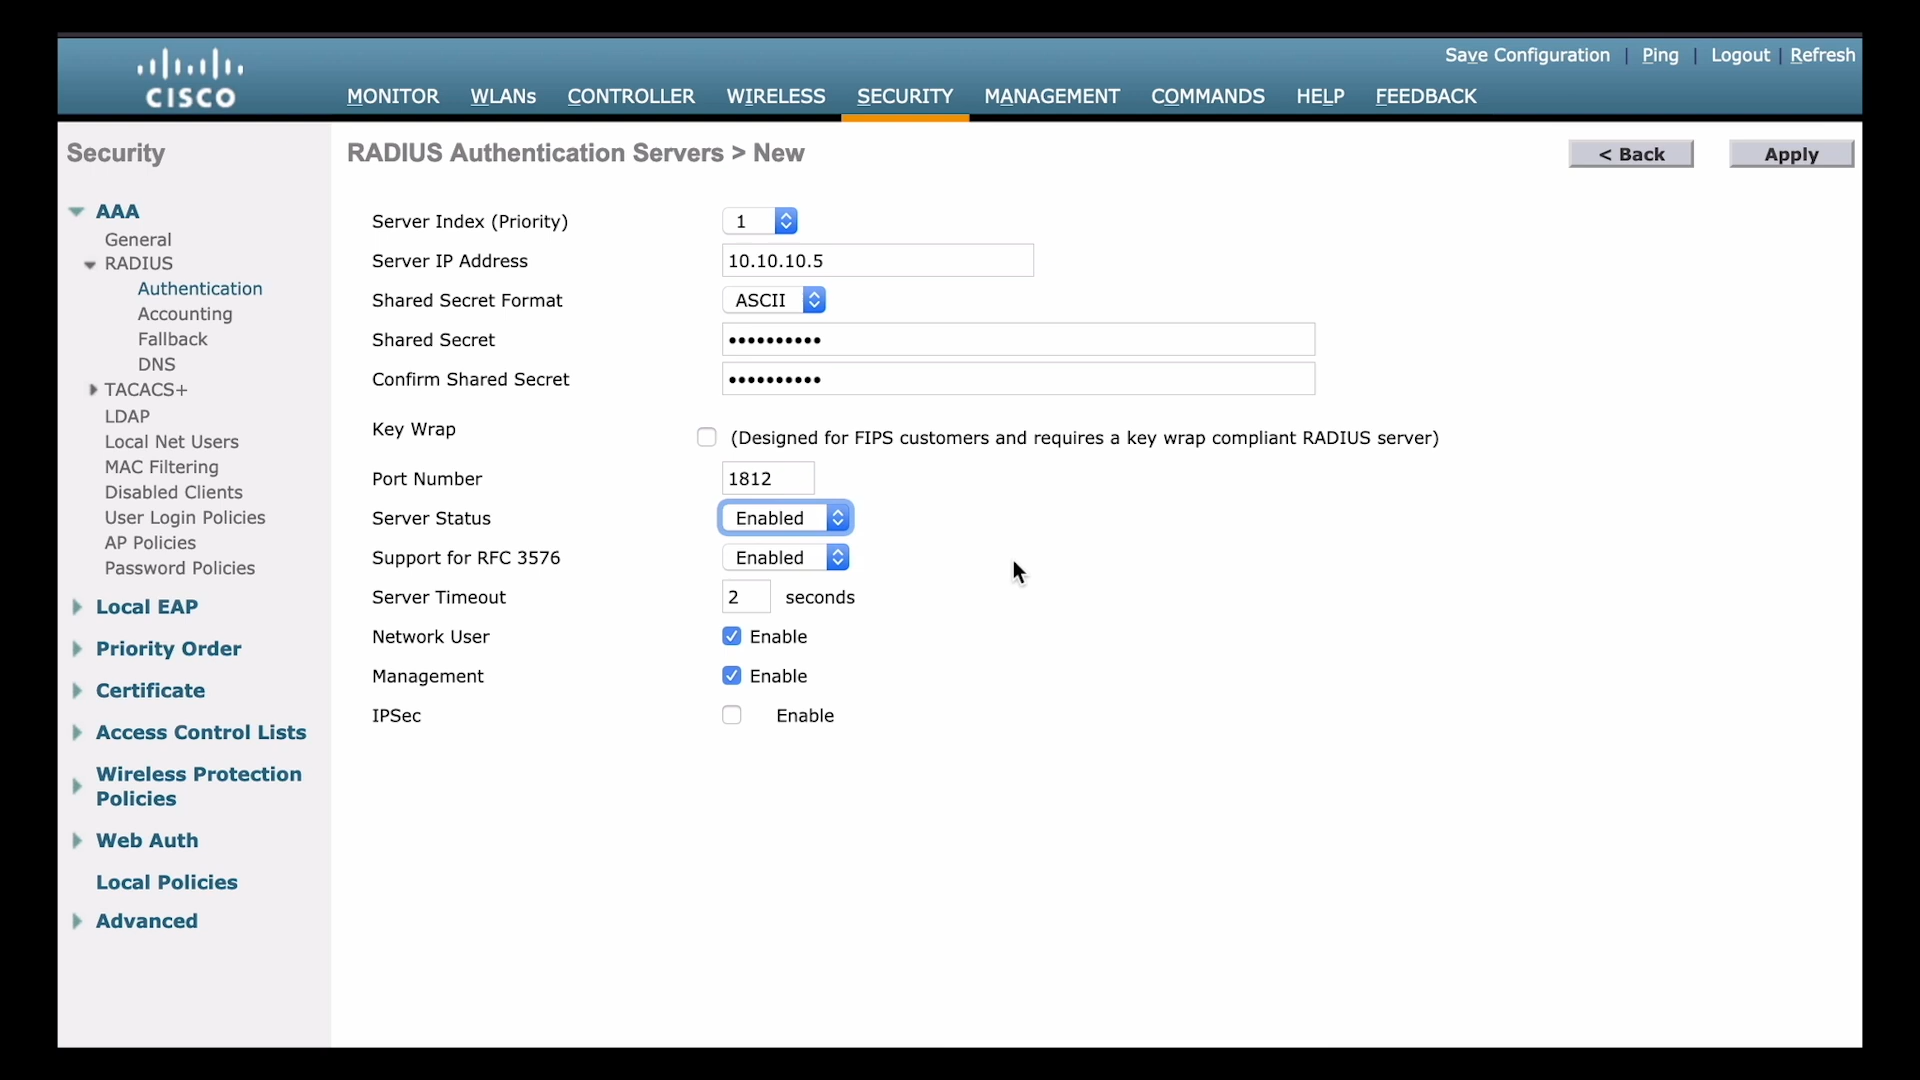 Save Configuration | Ping | Logout | Refresh
CISCO
MONITOR WLANs CONTROLLER WIRELESS SECURITY MANAGEMENT COMMANDS HELP FEEDBACK
Security
AAA
General
RADIUS
Authentication
Accounting
Fallback
DNS
TACACS+
LDAP
Local Net Users
MAC Filtering
Disabled Clients
User Login Policies
AP Policies
Password Policies
Local EAP
Priority Order
Certificate
Access Control Lists
Wireless Protection
Policies
Web Auth
Local Policies
Advanced
RADIUS Authentication Servers > New
< Back
Apply
Server Index (Priority) 1
Server IP Address 10.10.10.5
Shared Secret Format ASCII
Shared Secret ••••••••••
Confirm Shared Secret ••••••••••
Key Wrap (Designed for FIPS customers and requires a key wrap compliant RADIUS server)
Port Number 1812
Server Status Enabled
Support for RFC 3576 Enabled
Server Timeout 2 seconds
Network User Enable
Management Enable
IPSec Enable